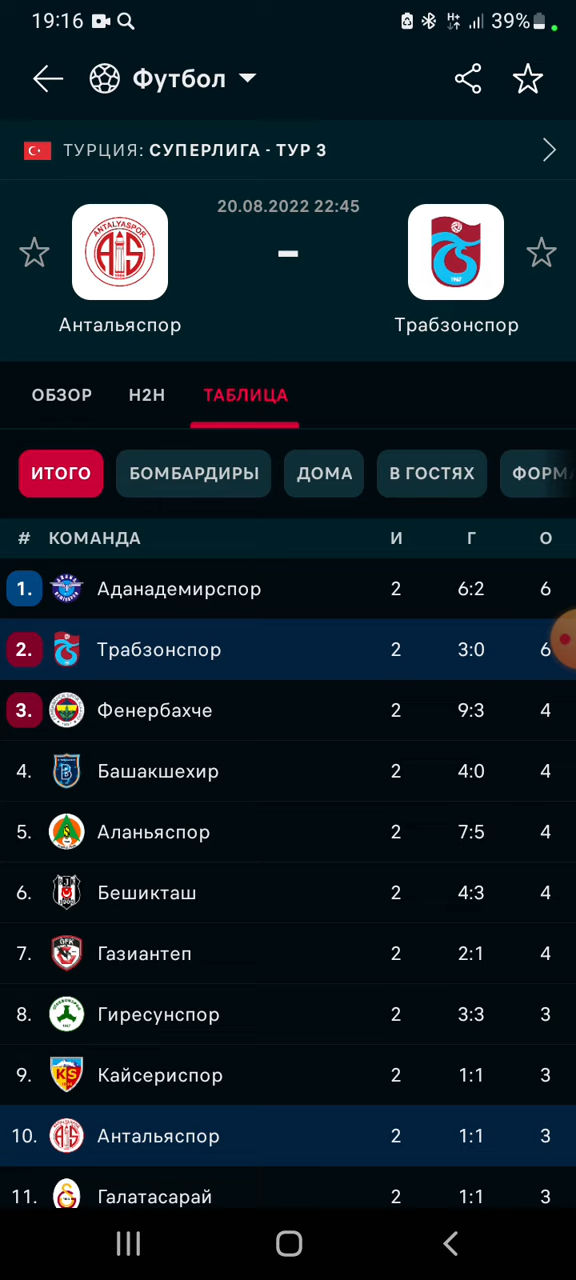 19:16 39%
Футбол
ТУРЦИЯ: СУПЕРЛИГА - ТУР 3
20.08.2022 22:45
ANTALYASPOR
-
Антальяспор Трабзонспор
ОБЗОР H2H ТАБЛИЦА
ИТОГО БОМБАРДИРЫ ДОМА В ГОСТЯХ ФОРМА
# КОМАНДА И Г О
1. Аданадемирспор 2 6:2 6
2. Трабзонспор 2 3:0 6
3. Фенербахче 2 9:3 4
4. Башакшехир 2 4:0 4
5. Аланьяспор 2 7:5 4
6. Бешикташ 2 4:3 4
7. Газиантеп 2 2:1 4
8. Гиресунспор 2 3:3 3
9. Кайсериспор 2 1:1 3
10. Антальяспор 2 1:1 3
11. Галатасарай 2 1:1 3